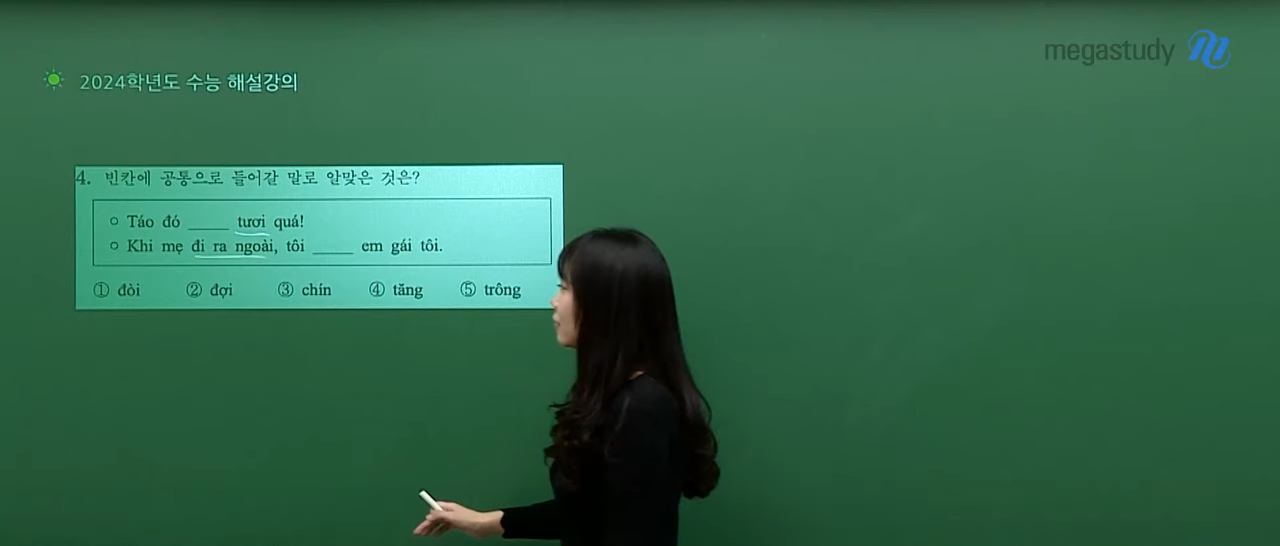 megastudy
2024학년도 수능 해설강의
4. 빈칸에 공통으로 들어갈 말로 알맞은 것은?
○ Táo đó _____ tươi quá!
○ Khi mẹ đi ra ngoài, tôi _____ em gái tôi.
① đòi ② đợi ③ chín ④ tăng ⑤ trông